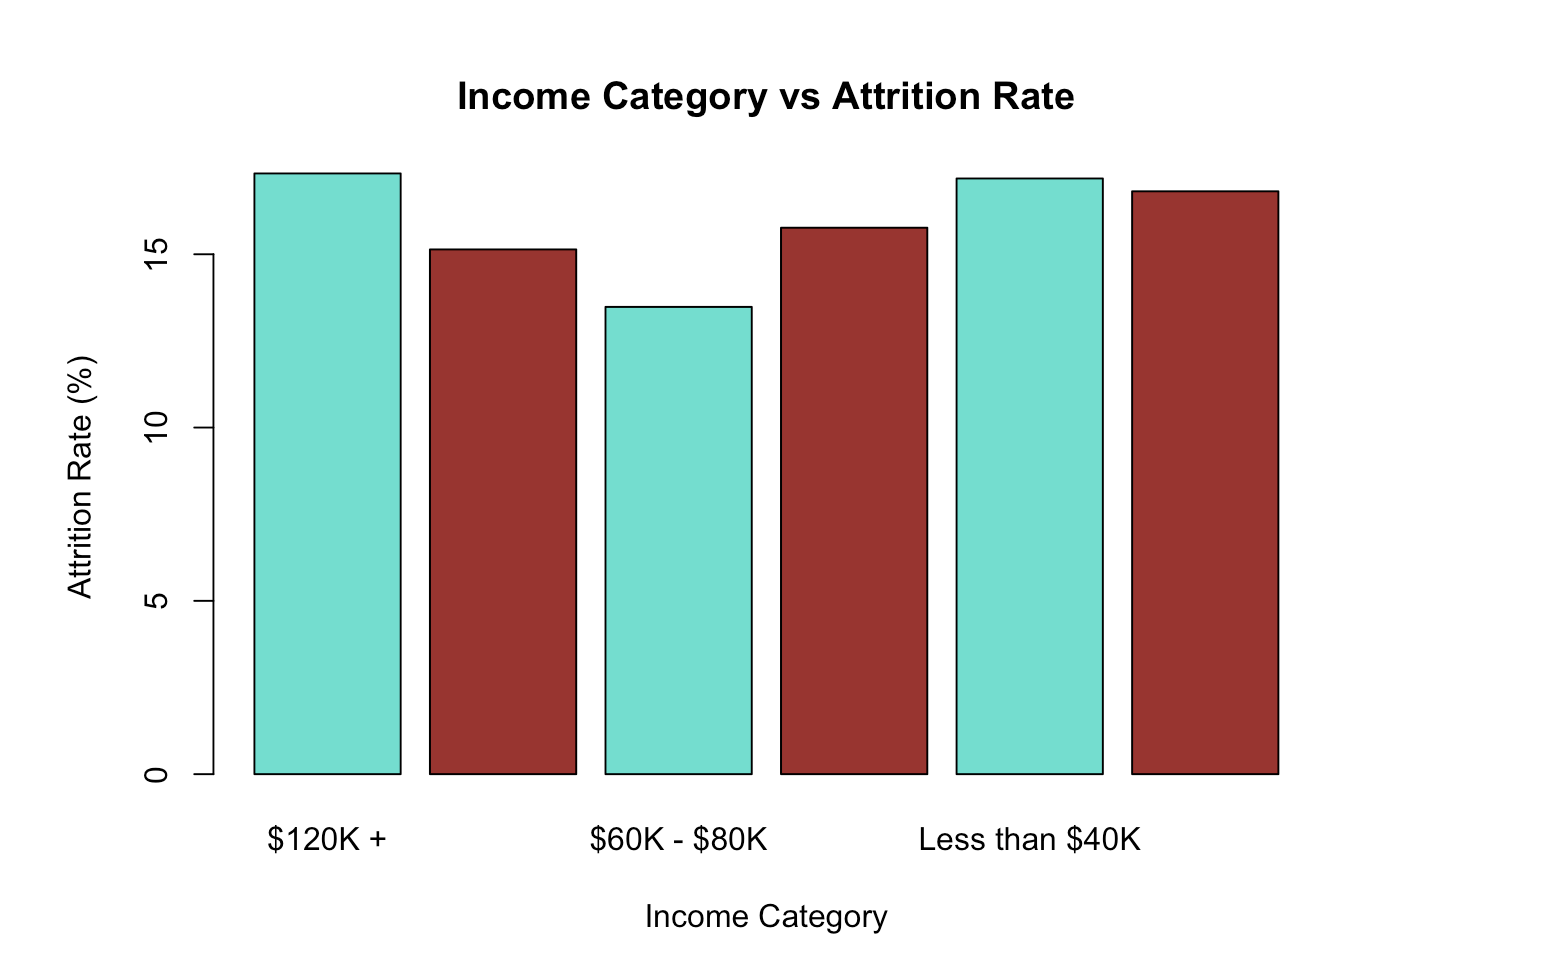 Income Category vs Attrition Rate
Attrition Rate (%)
15
10
5
0
$120K +
$60K - $80K
Less than $40K
Income Category